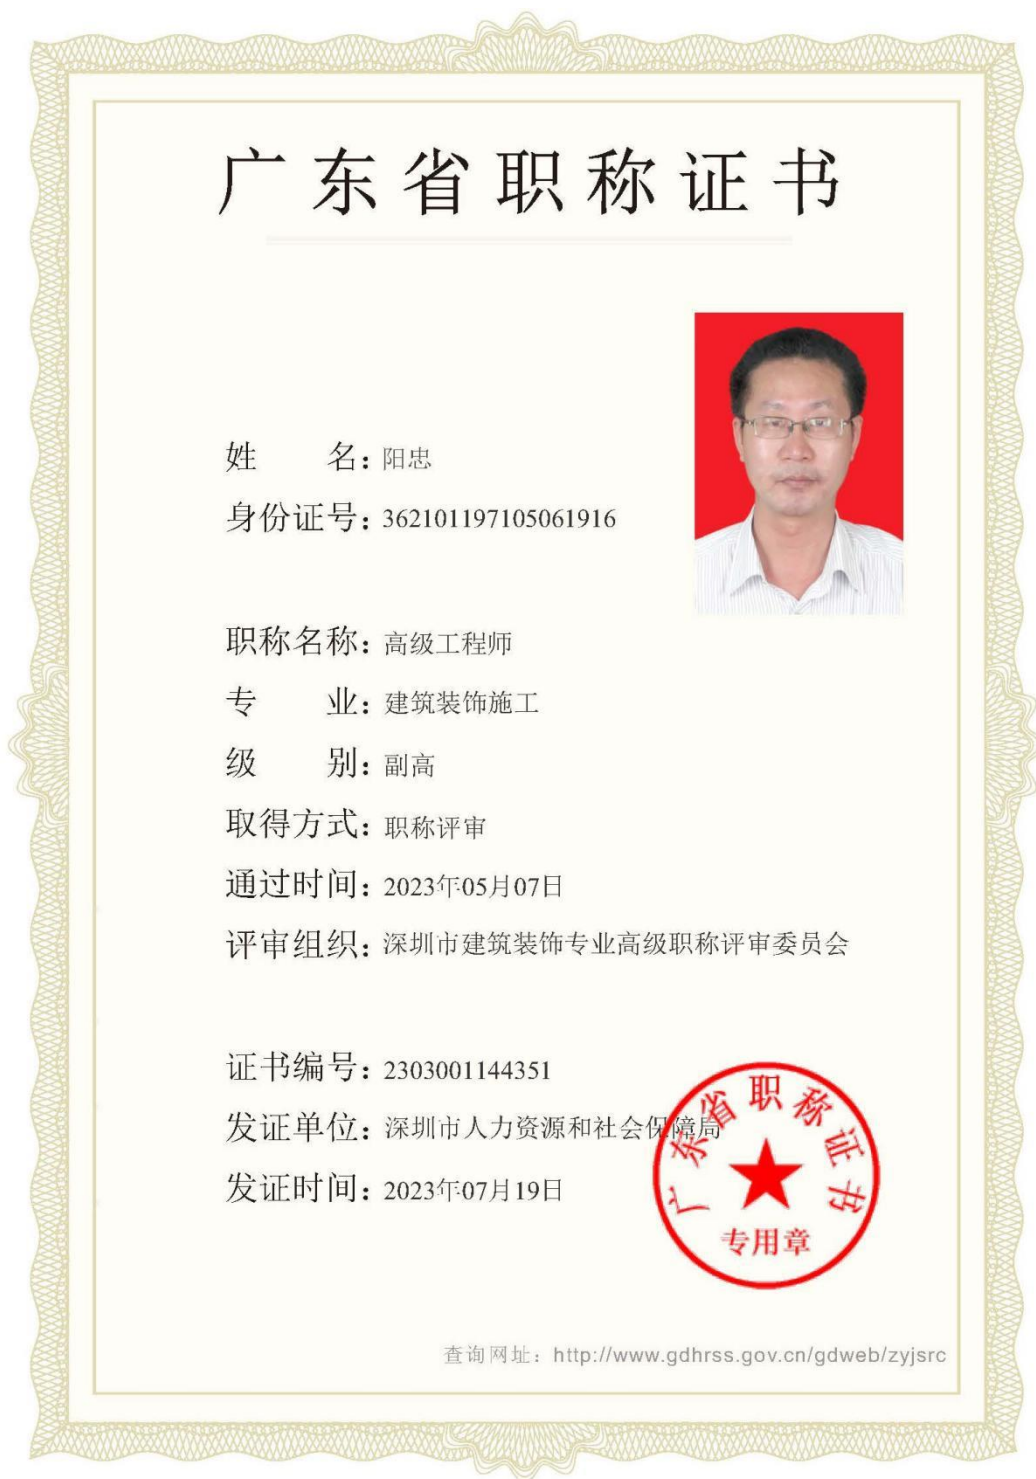 广东省职称证书
姓 名：阳忠
身份证号：362101197105061916
职称名称：高级工程师
专 业：建筑装饰施工
级 别：副高
取得方式：职称评审
通过时间：2023年05月07日
评审组织：深圳市建筑装饰专业高级职称评审委员会
证书编号：2303001144351
发证单位：深圳市人力资源和社会保障局
发证时间：2023年07月19日
广东省职称证书
专用章
查询网址：http://www.gdhrss.gov.cn/gdweb/zyjsrc